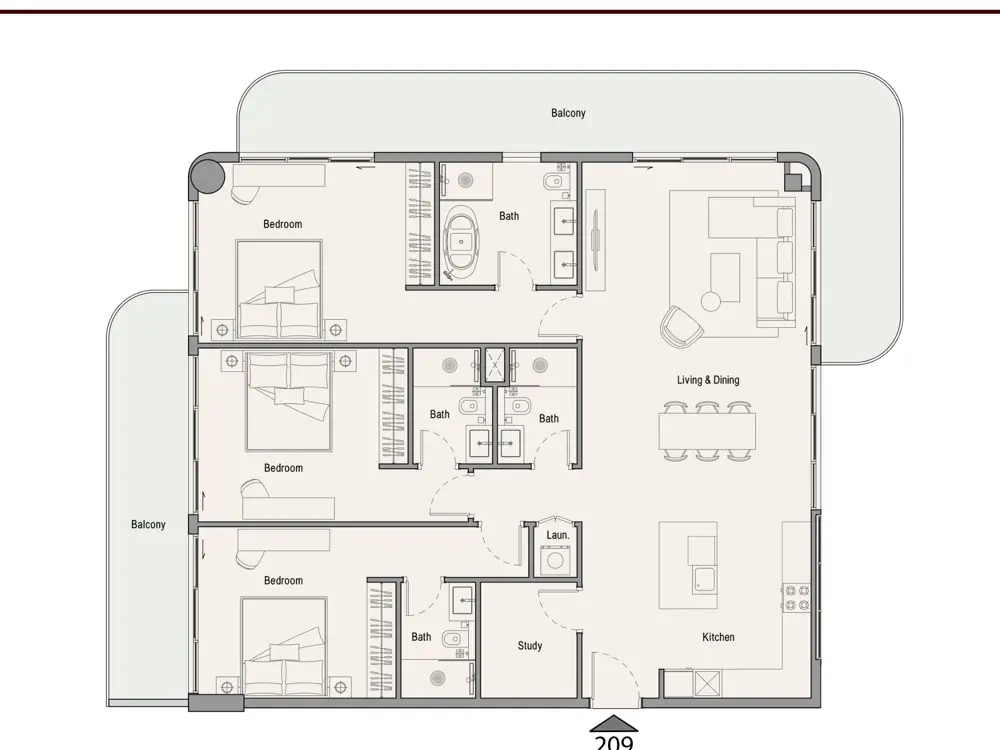 Balcony
Bedroom
Bath
Living & Dining
Bath
Bath
Bedroom
Balcony
Laun.
Bedroom
Bath
Study
Kitchen
209